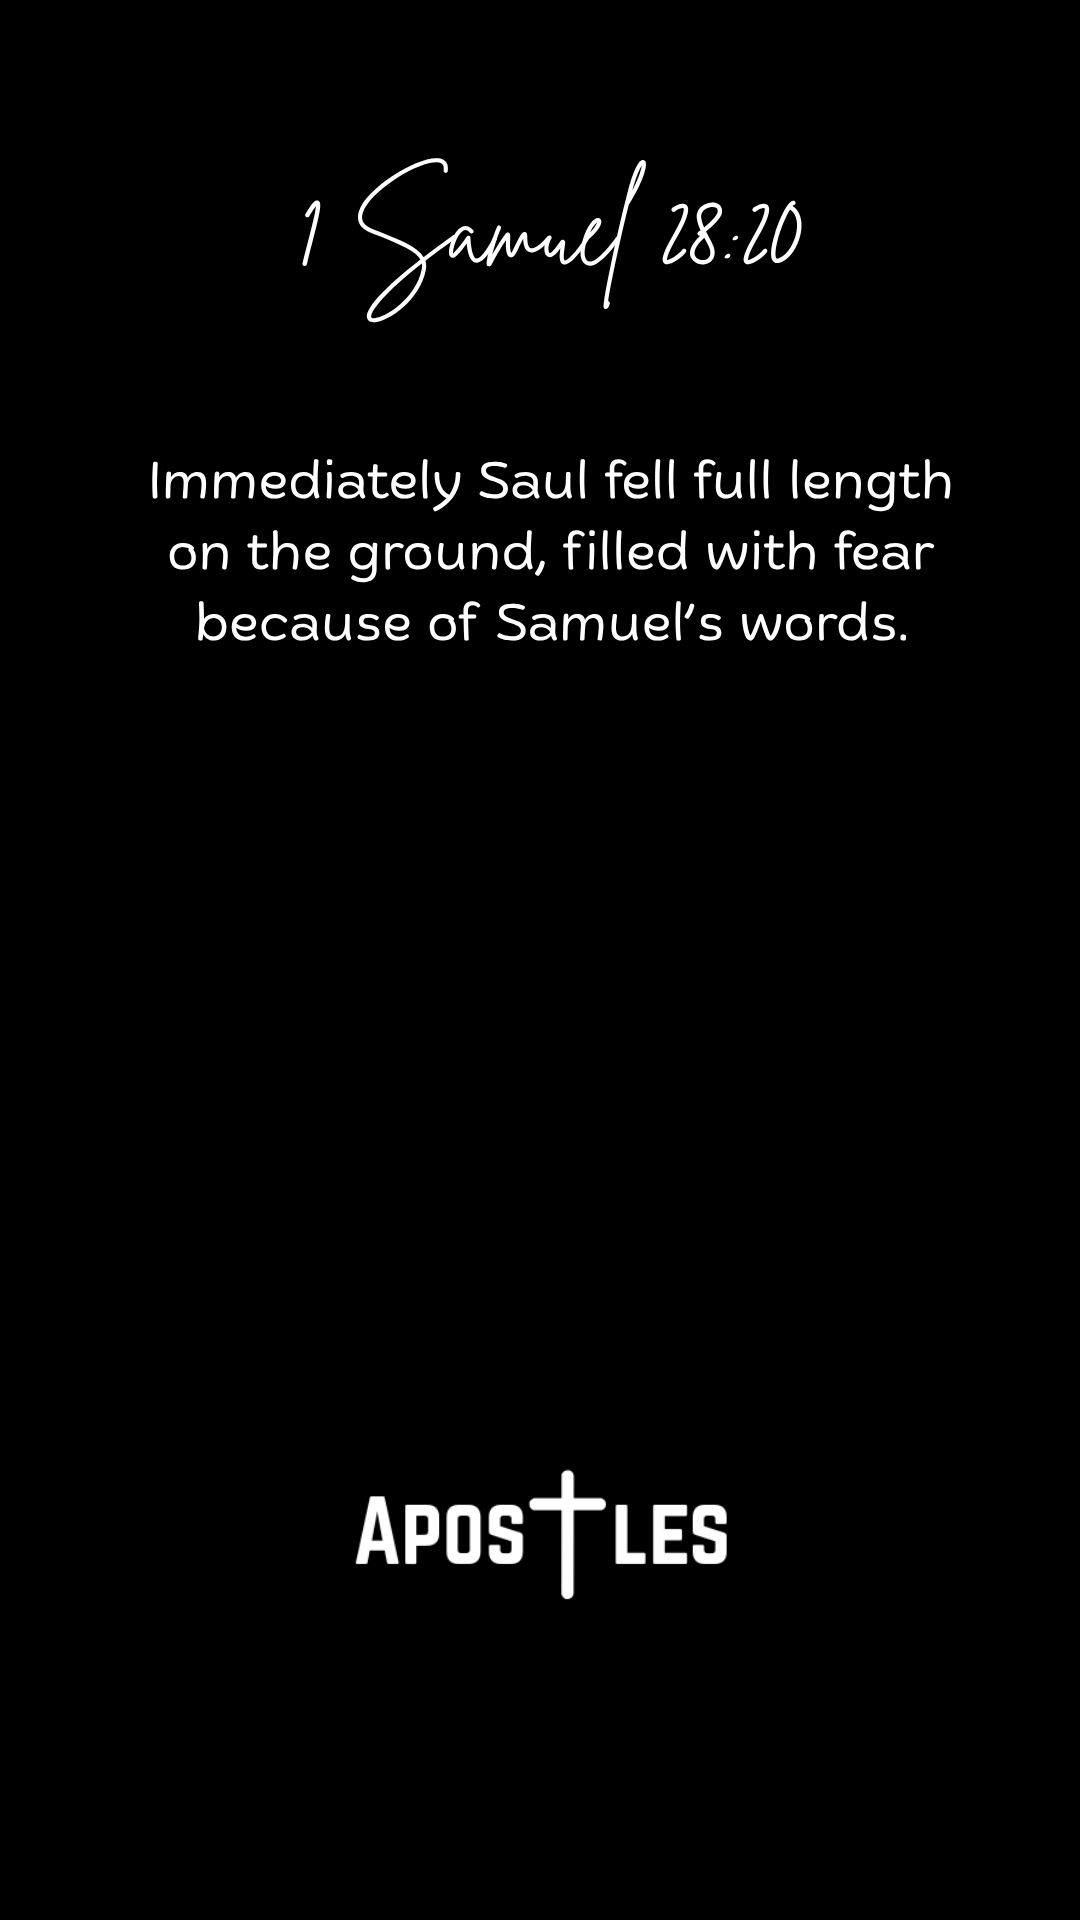 1 Samuel 28:20
Immediately Saul fell full length
on the ground, filled with fear
because of Samuel’s words.
APOSTLES